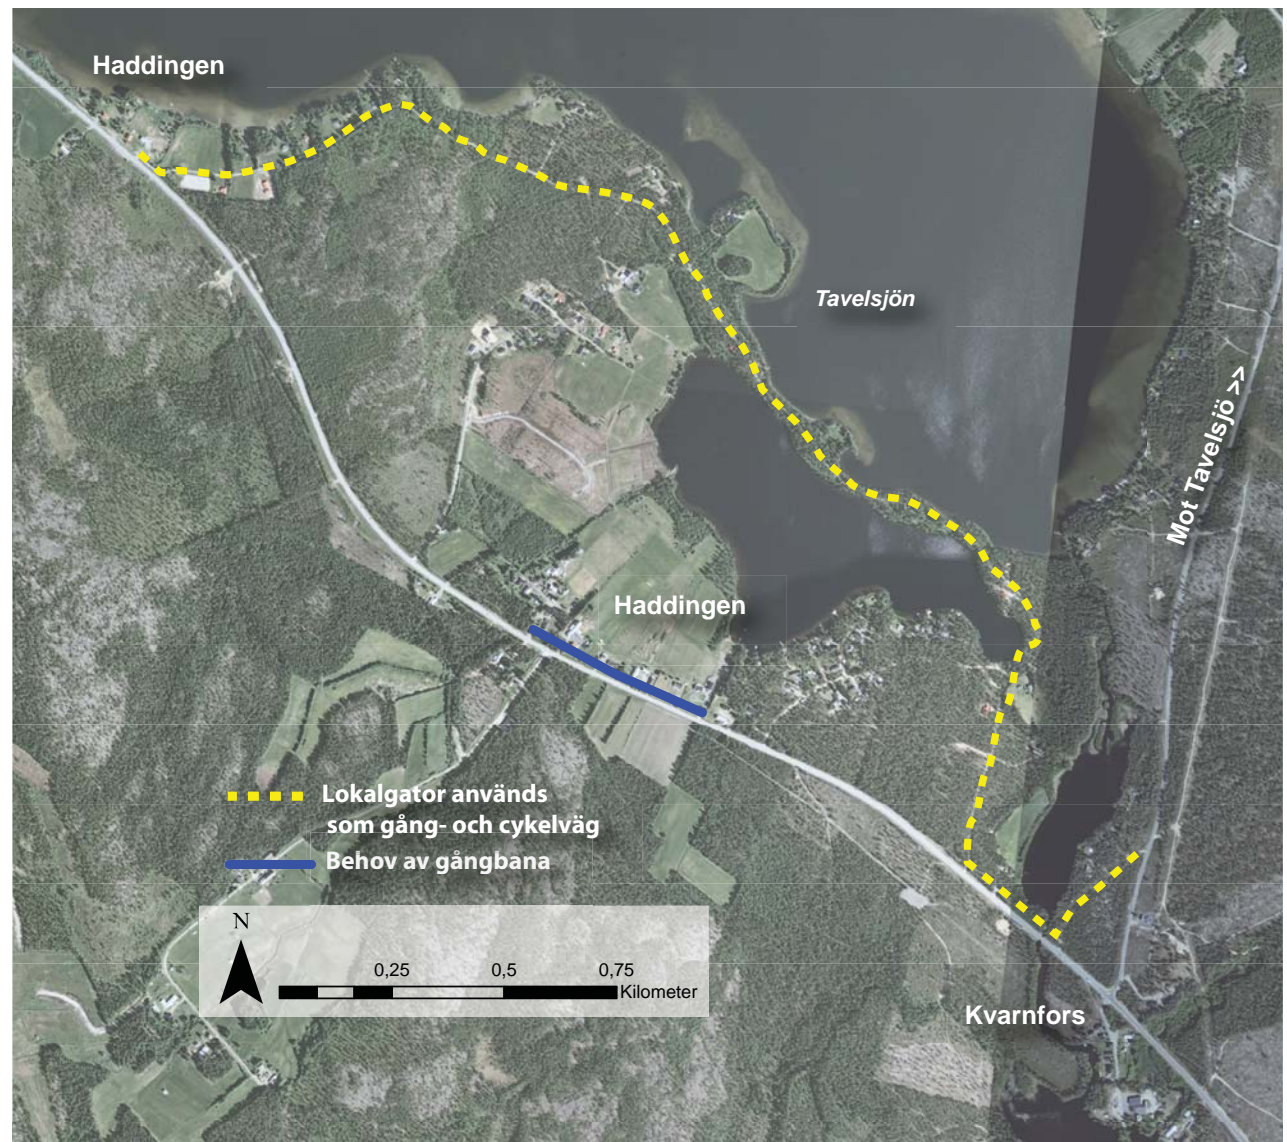 Haddingen
Tavelsjön
Mot Tavelsjö >>
Haddingen
Lokalgator används
som gång- och cykelväg
Behov av gångbana
N
0,25 0,5 0,75
Kilometer
Kvarnfors